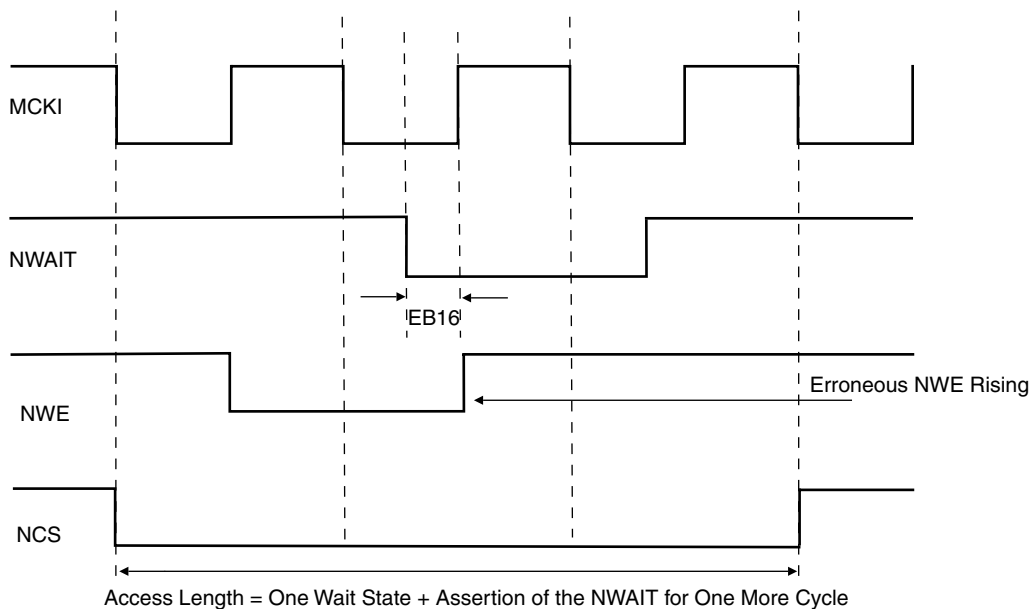 MCKI
NWAIT
EB16
Erroneous NWE Rising
NWE
NCS
Access Length = One Wait State + Assertion of the NWAIT for One More Cycle